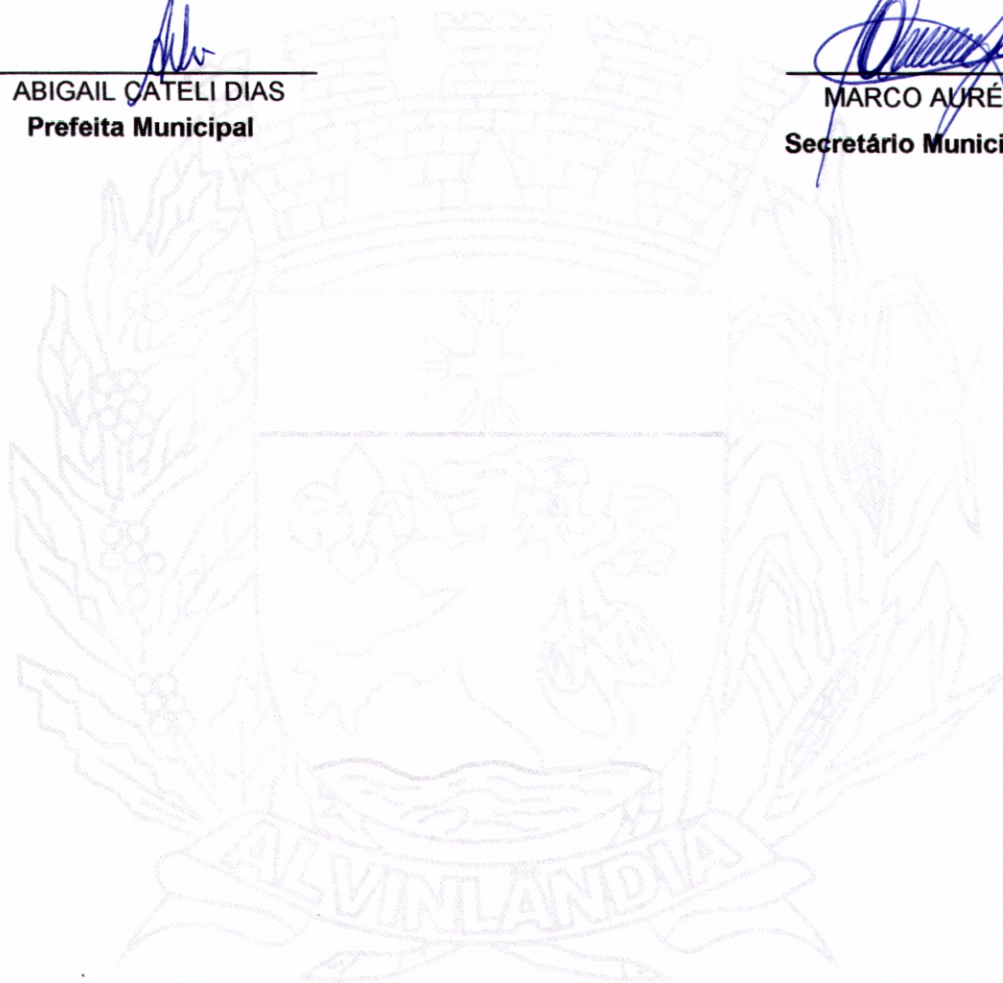 ABIGAIL CATELI DIAS
Prefeita Municipal
MARCO AURÉ
Secretário Munici
ALVINLANDIA